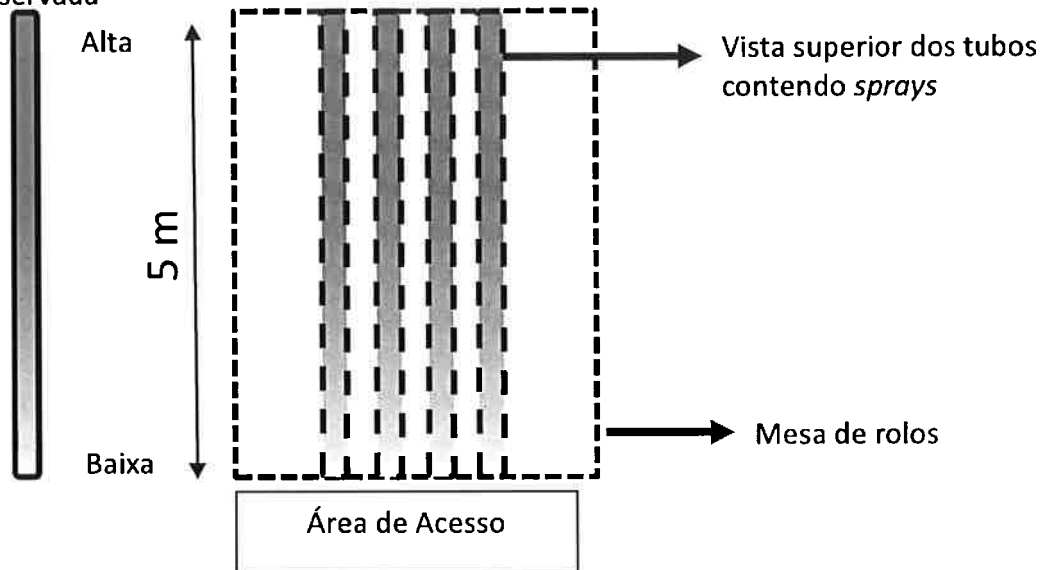 Alta
Vista superior dos tubos
contendo sprays
5 m
Mesa de rolos
Baixa
Área de Acesso